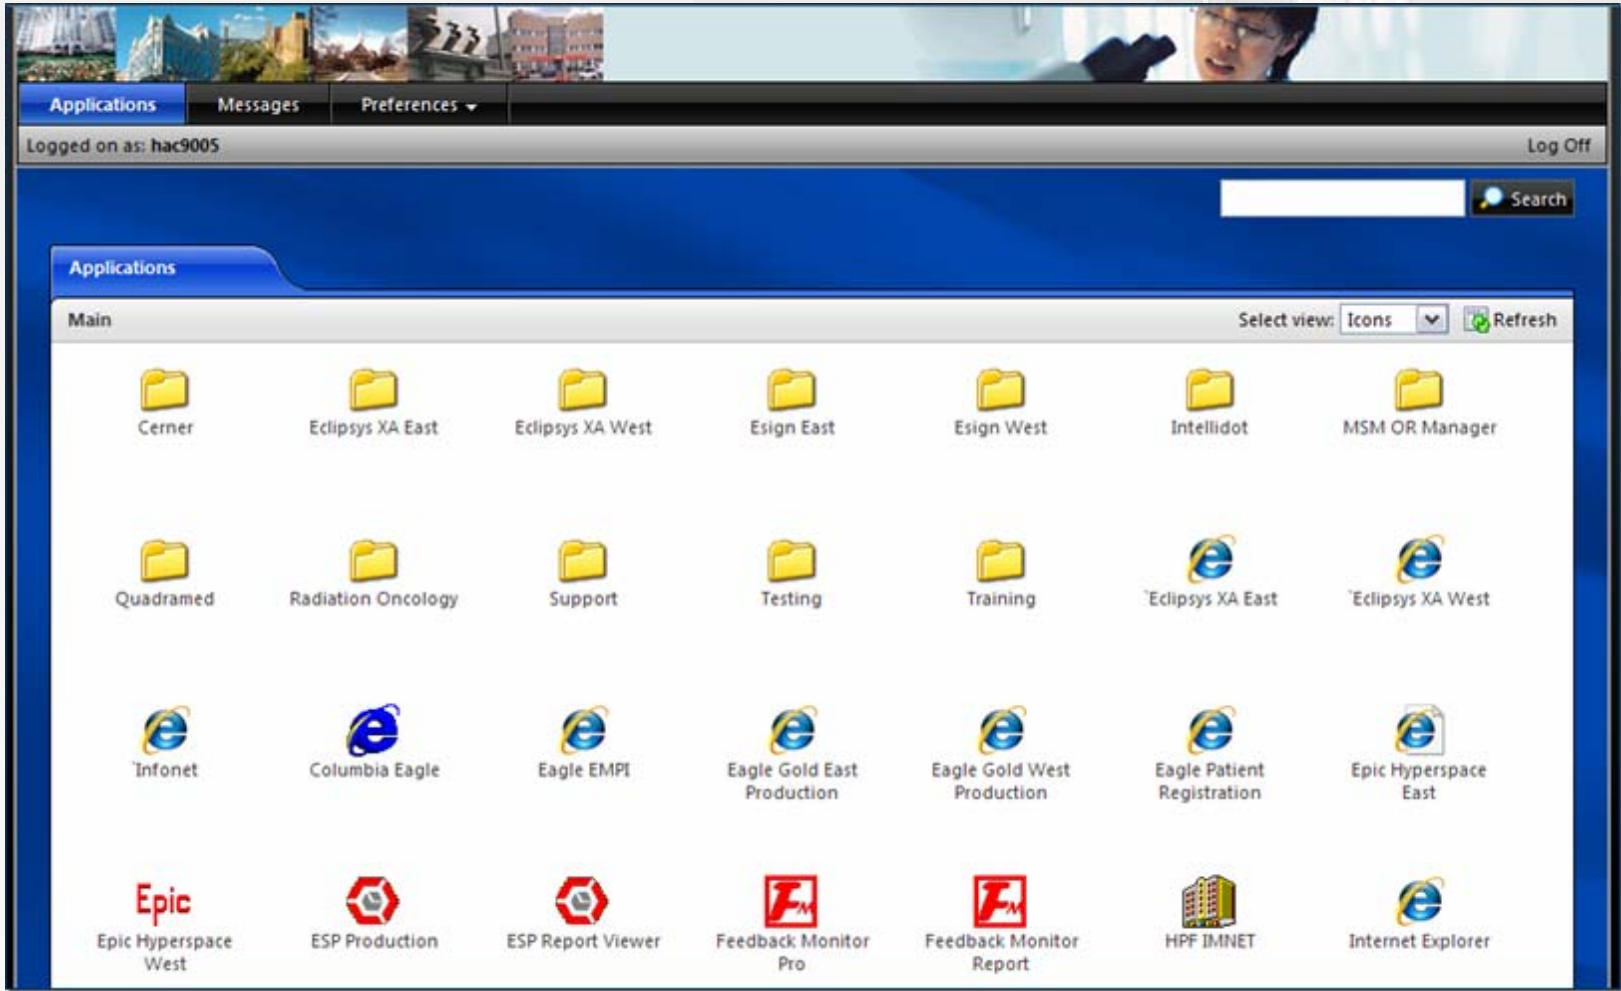 Applications Messages Preferences
Logged on as: hac9005 Log Off
Search
Applications
Main Select view: Icons Refresh
Cerner Eclipsys XA East Eclipsys XA West Esign East Esign West Intellidot MSM OR Manager
Quadramed Radiation Oncology Support Testing Training `Eclipsys XA East `Eclipsys XA West
`Infonet Columbia Eagle Eagle EMPI Eagle Gold East Eagle Gold West Eagle Patient Epic Hyperspace
Production Production Registration East
Epic
Epic Hyperspace ESP Production ESP Report Viewer Feedback Monitor Feedback Monitor HPF IMNET Internet Explorer
West Pro Report